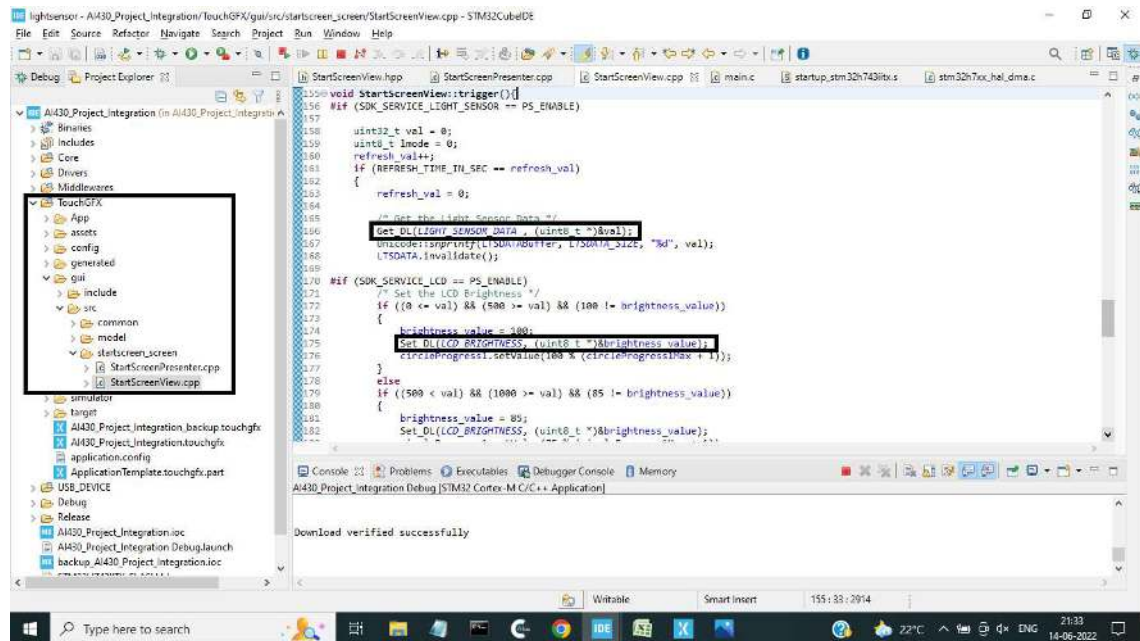 lightsensor - AI430_Project_Integration/TouchGFX/gui/src/startscreen_screen/StartScreenView.cpp - STM32CubeIDE
File Edit Source Refactor Navigate Search Project Run Window Help
Debug Project Explorer
StartScreenView.hpp StartScreenPresenter.cpp StartScreenView.cpp main.c startup_stm32h743iitx.s stm32h7xx_hal_dma.c
AI430_Project_Integration (in AI430_Project_Integratio
Binaries
Includes
Core
Drivers
Middlewares
TouchGFX
App
assets
config
generated
gui
include
src
common
model
startscreen_screen
StartScreenPresenter.cpp
StartScreenView.cpp
simulator
target
AI430_Project_Integration_backup.touchgfx
AI430_Project_Integration.touchgfx
application.config
ApplicationTemplate.touchgfx.part
USB_DEVICE
Debug
Release
AI430_Project_Integration.ioc
AI430_Project_Integration Debug.launch
backup_AI430_Project_Integration.ioc
155 void StartScreenView::trigger(){
156 #if (SDK_SERVICE_LIGHT_SENSOR == PS_ENABLE)
157
158 uint32_t val = 0;
159 uint8_t lmode = 0;
160 refresh_val++;
161 if (REFRESH_TIME_IN_SEC == refresh_val)
162 {
163 refresh_val = 0;
164
165 /* Get the Light Sensor Data */
166 Get_DL(LIGHT_SENSOR_DATA , (uint8_t *)&val);
167 Unicode::snprintf(LTSDATABuffer, LTSDATA_SIZE, "%d", val);
168 LTSDATA.invalidate();
169
170 #if (SDK_SERVICE_LCD == PS_ENABLE)
171 /* Set the LCD Brightness */
172 if ((0 <= val) && (500 >= val) && (100 != brightness_value))
173 {
174 brightness_value = 100;
175 Set_DL(LCD_BRIGHTNESS, (uint8_t *)&brightness_value);
176 circleProgress1.setValue(100 % (circleProgress1Max + 1));
177 }
178 else
179 if ((500 < val) && (1000 >= val) && (85 != brightness_value))
180 {
181 brightness_value = 85;
182 Set_DL(LCD_BRIGHTNESS, (uint8_t *)&brightness_value);
Console Problems Executables Debugger Console Memory
AI430_Project_Integration Debug [STM32 Cortex-M C/C++ Application]
Download verified successfully
Writable Smart Insert 155 : 33 : 2914
Type here to search
IDE
22°C ENG 21:33
14-06-2022